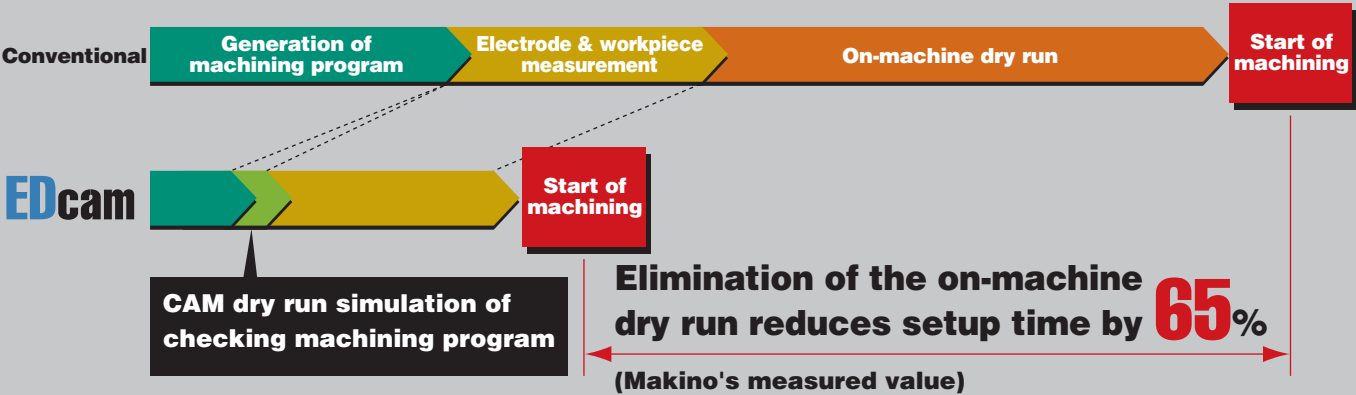 Conventional
Generation of
machining program
Electrode & workpiece
measurement
On-machine dry run
Start of
machining
EDcam
Start of
machining
CAM dry run simulation of
checking machining program
Elimination of the on-machine
dry run reduces setup time by 65%
(Makino's measured value)